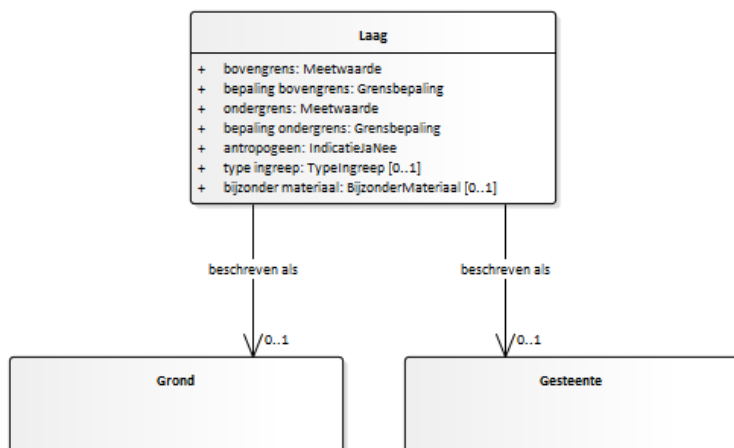 Laag
+ bovengrens: Meetwaarde
+ bepaling bovengrens: Grensbepaling
+ ondergrens: Meetwaarde
+ bepaling ondergrens: Grensbepaling
+ antropogeen: IndicatieJaNee
+ type ingreep: TypeIngreep [0..1]
+ bijzonder materiaal: BijzonderMateriaal [0..1]
beschreven als
beschreven als
0..1
0..1
Grond
Gesteente